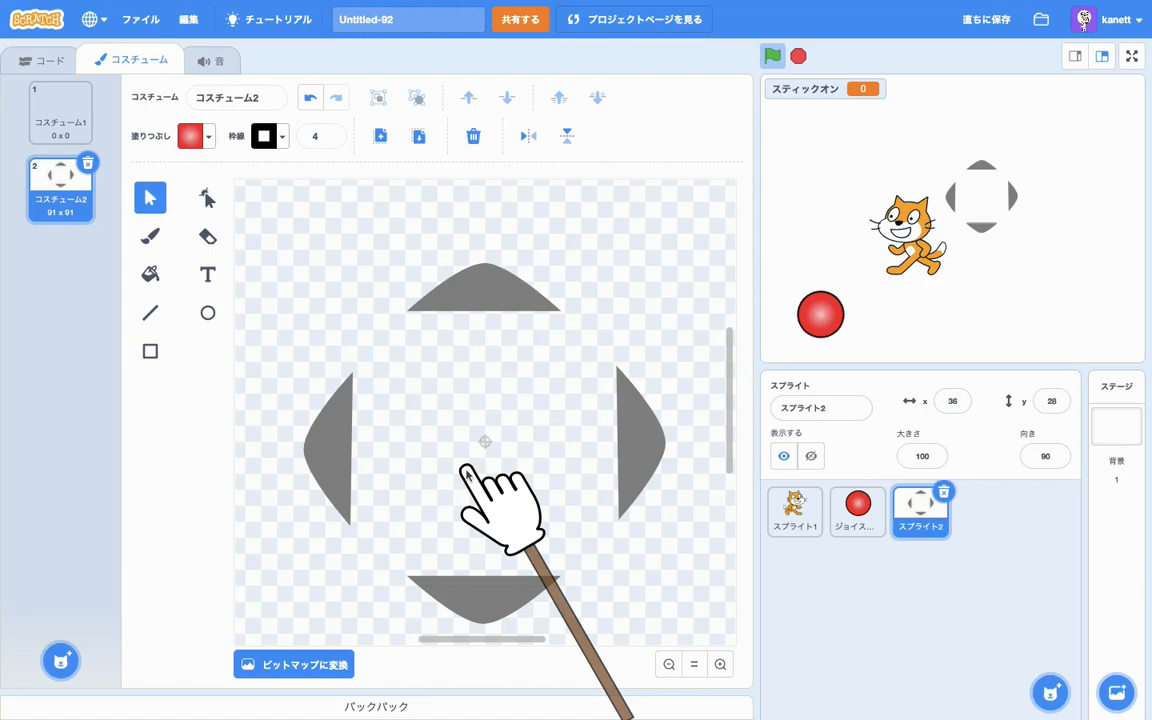 SCRATCH
ファイル
編集
チュートリアル
Untitled-92
共有する
プロジェクトページを見る
直ちに保存
kanett
コード
コスチューム
音
コスチューム
コスチューム2
塗りつぶし
枠線
4
1
コスチューム1
0 x 0
2
コスチューム2
91 x 91
ビットマップに変換
バックパック
スティックオン
0
スプライト
スプライト2
x
36
y
28
表示する
大きさ
100
向き
90
スプライト1
ジョイス...
スプライト2
ステージ
背景
1